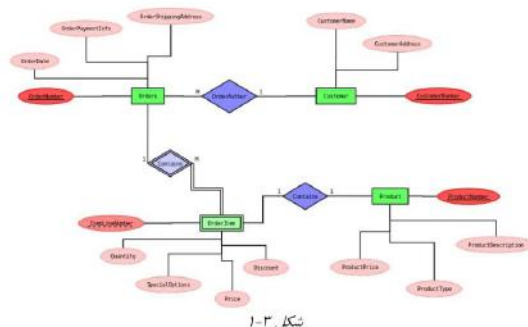 OrderShippingAddress
OrderPaymentInfo
CustomerName
OrderDate
CustomerAddress
OrderNumber
Orders
M
1
Customer
CustomerNumber
1
Contains
M
ItemLineNumber
OrderItem
1
Contains
1
Product
ProductNumber
Quantity
SpecialOptions
Price
Discount
ProductPrice
ProductType
ProductDescription
شکل ۳-۱